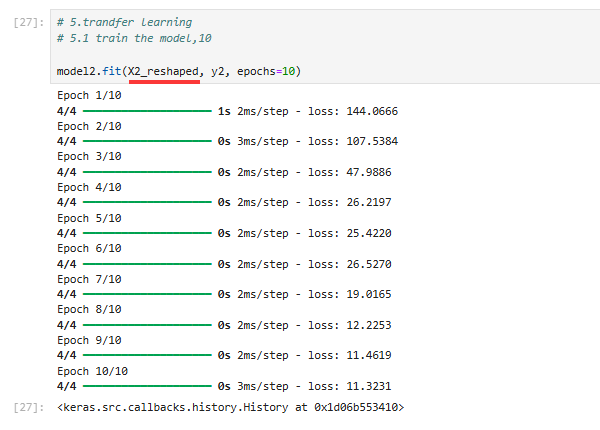 [27]: # 5.trandfer learning
# 5.1 train the model,10
model2.fit(X2_reshaped, y2, epochs=10)
Epoch 1/10
4/4 ━━━━━━━━━━━━━━━━━━━━ 1s 2ms/step - loss: 144.0666
Epoch 2/10
4/4 ━━━━━━━━━━━━━━━━━━━━ 0s 3ms/step - loss: 107.5384
Epoch 3/10
4/4 ━━━━━━━━━━━━━━━━━━━━ 0s 2ms/step - loss: 47.9886
Epoch 4/10
4/4 ━━━━━━━━━━━━━━━━━━━━ 0s 2ms/step - loss: 26.2197
Epoch 5/10
4/4 ━━━━━━━━━━━━━━━━━━━━ 0s 2ms/step - loss: 25.4220
Epoch 6/10
4/4 ━━━━━━━━━━━━━━━━━━━━ 0s 2ms/step - loss: 26.5270
Epoch 7/10
4/4 ━━━━━━━━━━━━━━━━━━━━ 0s 2ms/step - loss: 19.0165
Epoch 8/10
4/4 ━━━━━━━━━━━━━━━━━━━━ 0s 2ms/step - loss: 12.2253
Epoch 9/10
4/4 ━━━━━━━━━━━━━━━━━━━━ 0s 2ms/step - loss: 11.4619
Epoch 10/10
4/4 ━━━━━━━━━━━━━━━━━━━━ 0s 3ms/step - loss: 11.3231
[27]: <keras.src.callbacks.history.History at 0x1d06b553410>